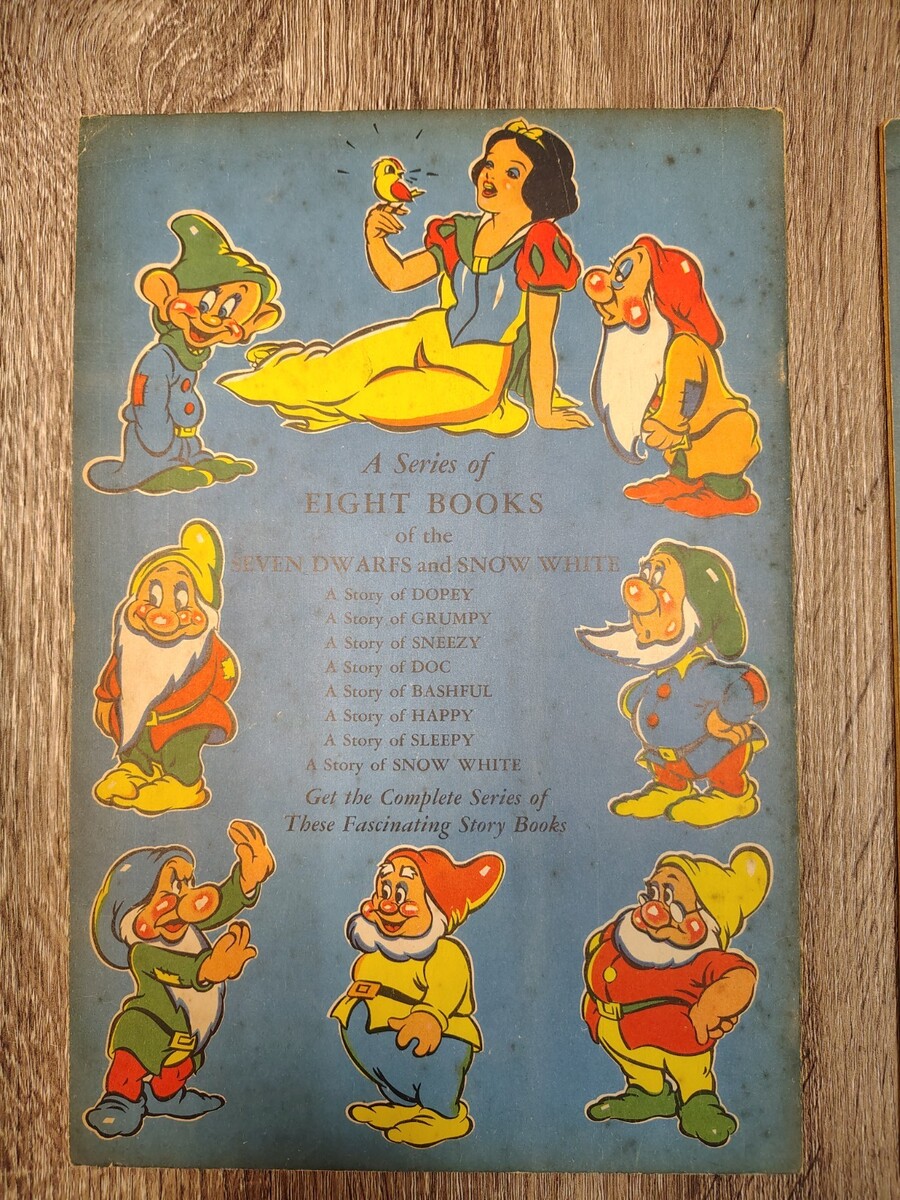 A Series of
EIGHT BOOKS
of the
SEVEN DWARFS and SNOW WHITE
A Story of DOPEY
A Story of GRUMPY
A Story of SNEEZY
A Story of DOC
A Story of BASHFUL
A Story of HAPPY
A Story of SLEEPY
A Story of SNOW WHITE
Get the Complete Series of
These Fascinating Story Books